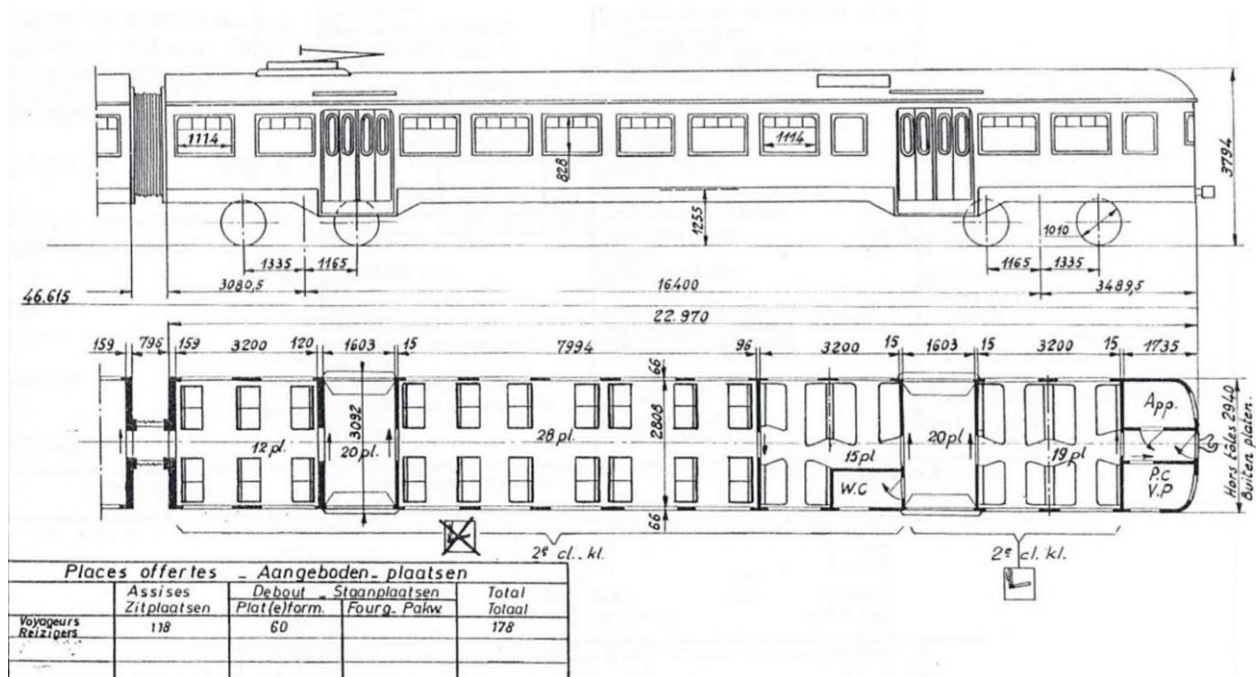 1114
828
1114
3794
1255
1010
1335 1165
1165 1335
3080,5
16400
3489,5
46.615
22.970
159 796 159 3200 120 1603 15 7994 96 3200 15 1603 15 3200 15 1735
66
3092
2808
66
App.
12 pl.
20 pl.
28 pl.
15 pl
20 pl
19 pl
W.C
P.C
V.P
Hors tôles 2940
Buiten platen.
2e cl. kl.
2e cl. kl.
Places offertes _ Aangeboden_ plaatsen
Assises Debout _ Staanplaatsen Total
Zitplaatsen Plat(e)form. Fourg_ Pakw. Totaal
Voyageurs 118 60 178
Reizigers